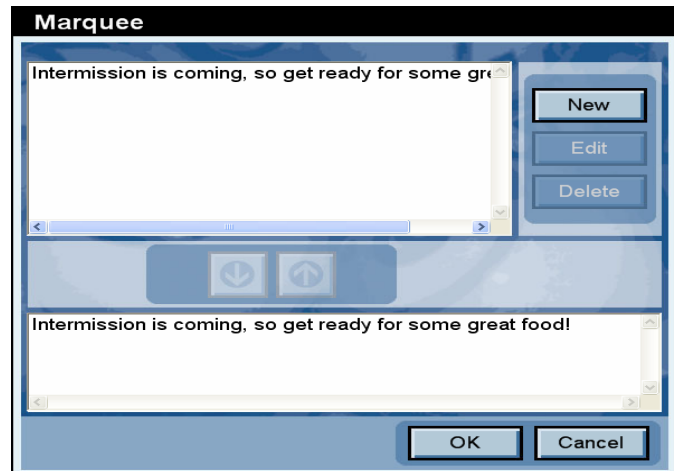 Marquee
Intermission is coming, so get ready for some gre
New
Edit
Delete
Intermission is coming, so get ready for some great food!
OK
Cancel